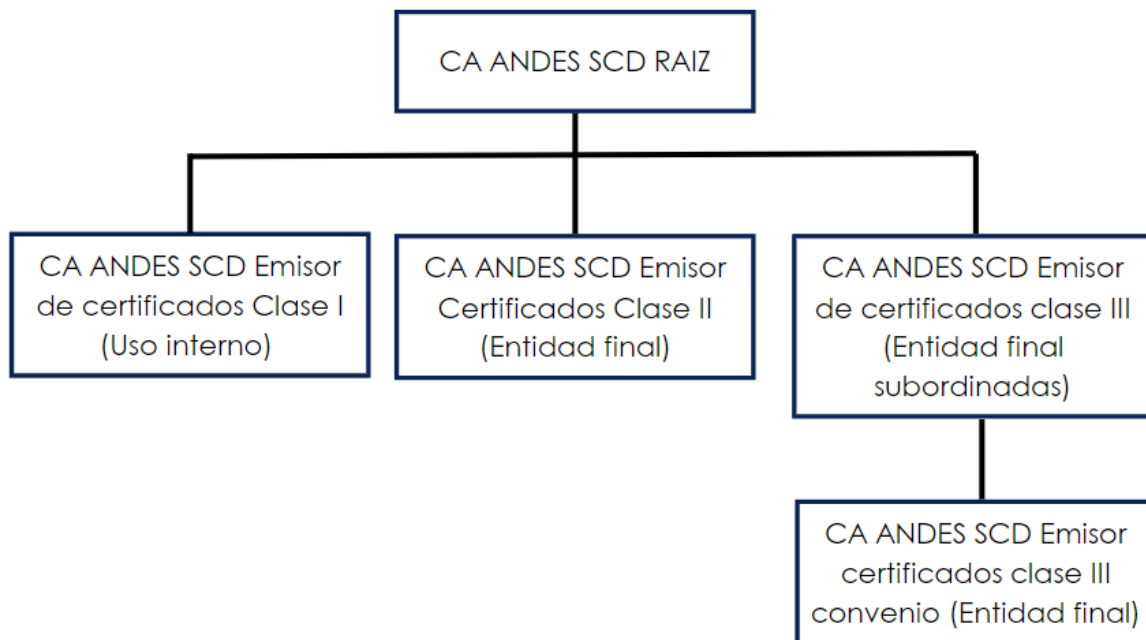 CA ANDES SCD RAIZ
CA ANDES SCD Emisor
de certificados Clase I
(Uso interno)
CA ANDES SCD Emisor
Certificados Clase II
(Entidad final)
CA ANDES SCD Emisor
de certificados clase III
(Entidad final
subordinadas)
CA ANDES SCD Emisor
certificados clase III
convenio (Entidad final)